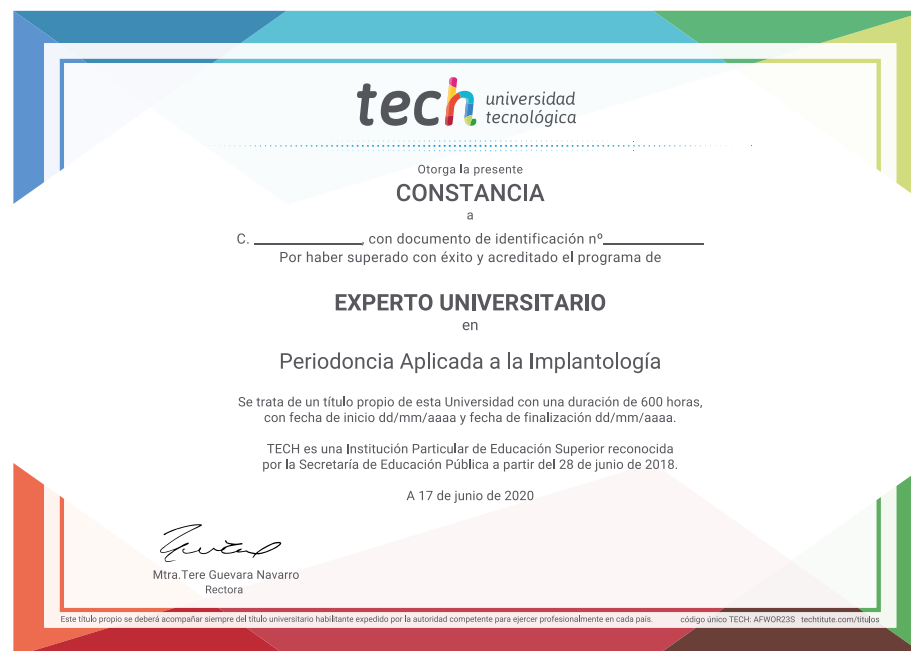 tech universidad
tecnológica
Otorga la presente
CONSTANCIA
a
C. ____________, con documento de identificación nº____________
Por haber superado con éxito y acreditado el programa de
EXPERTO UNIVERSITARIO
en
Periodoncia Aplicada a la Implantología
Se trata de un título propio de esta Universidad con una duración de 600 horas,
con fecha de inicio dd/mm/aaaa y fecha de finalización dd/mm/aaaa.
TECH es una Institución Particular de Educación Superior reconocida
por la Secretaría de Educación Pública a partir del 28 de junio de 2018.
A 17 de junio de 2020
Mtra.Tere Guevara Navarro
Rectora
Este título propio se deberá acompañar siempre del título universitario habilitante expedido por la autoridad competente para ejercer profesionalmente en cada país. código único TECH: AFWOR23S techtitute.com/titulos